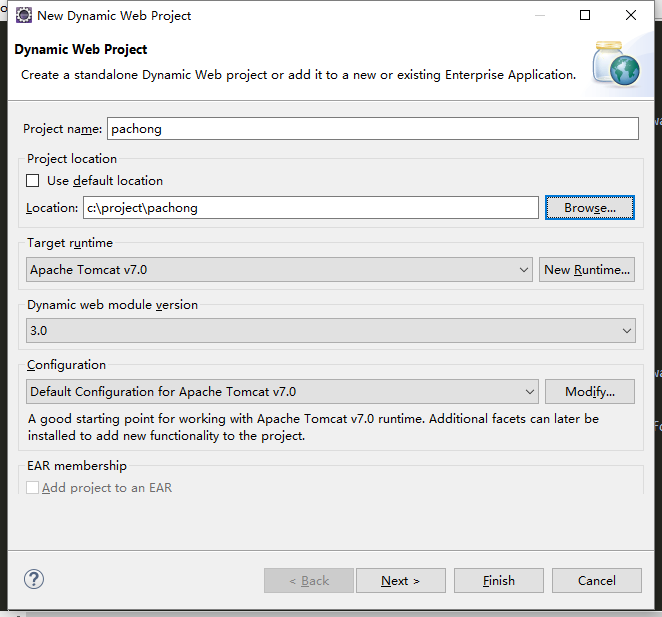 New Dynamic Web Project
Dynamic Web Project
Create a standalone Dynamic Web project or add it to a new or existing Enterprise Application.
Project name: pachong
Project location
Use default location
Location: c:\project\pachong Browse...
Target runtime
Apache Tomcat v7.0 New Runtime...
Dynamic web module version
3.0
Configuration
Default Configuration for Apache Tomcat v7.0 Modify...
A good starting point for working with Apache Tomcat v7.0 runtime. Additional facets can later be
installed to add new functionality to the project.
EAR membership
Add project to an EAR
? < Back Next > Finish Cancel